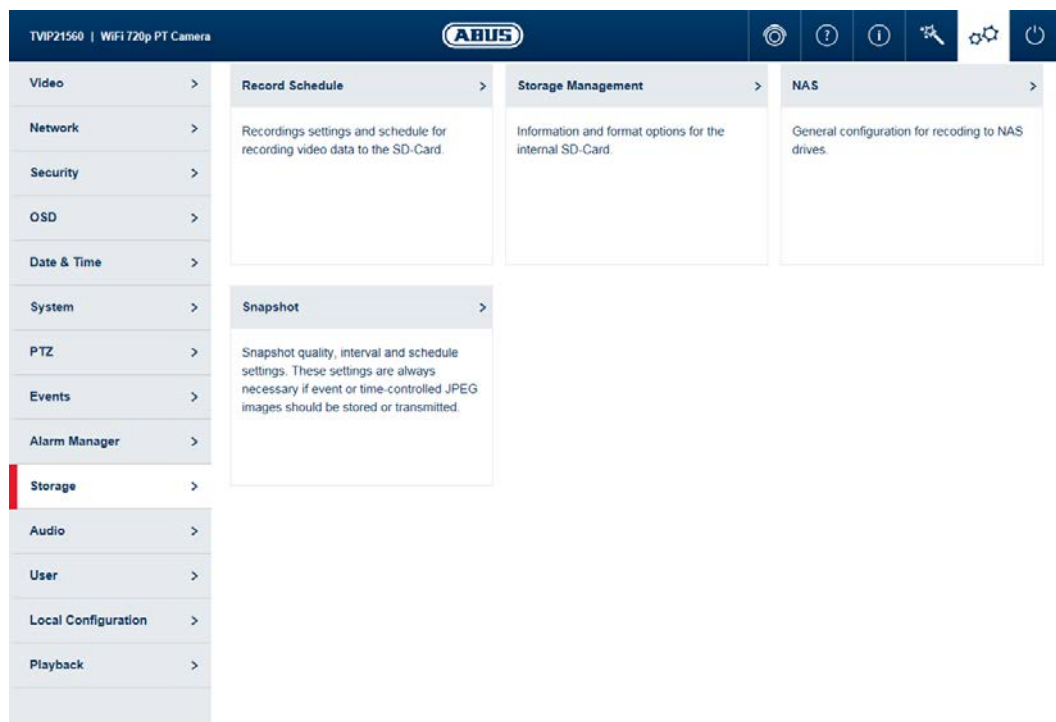 TVIP21560 | WiFi 720p PT Camera
ABUS
Video
Network
Security
OSD
Date & Time
System
PTZ
Events
Alarm Manager
Storage
Audio
User
Local Configuration
Playback
Record Schedule
Recordings settings and schedule for
recording video data to the SD-Card.
Storage Management
Information and format options for the
internal SD-Card.
NAS
General configuration for recoding to NAS
drives.
Snapshot
Snapshot quality, interval and schedule
settings. These settings are always
necessary if event or time-controlled JPEG
images should be stored or transmitted.